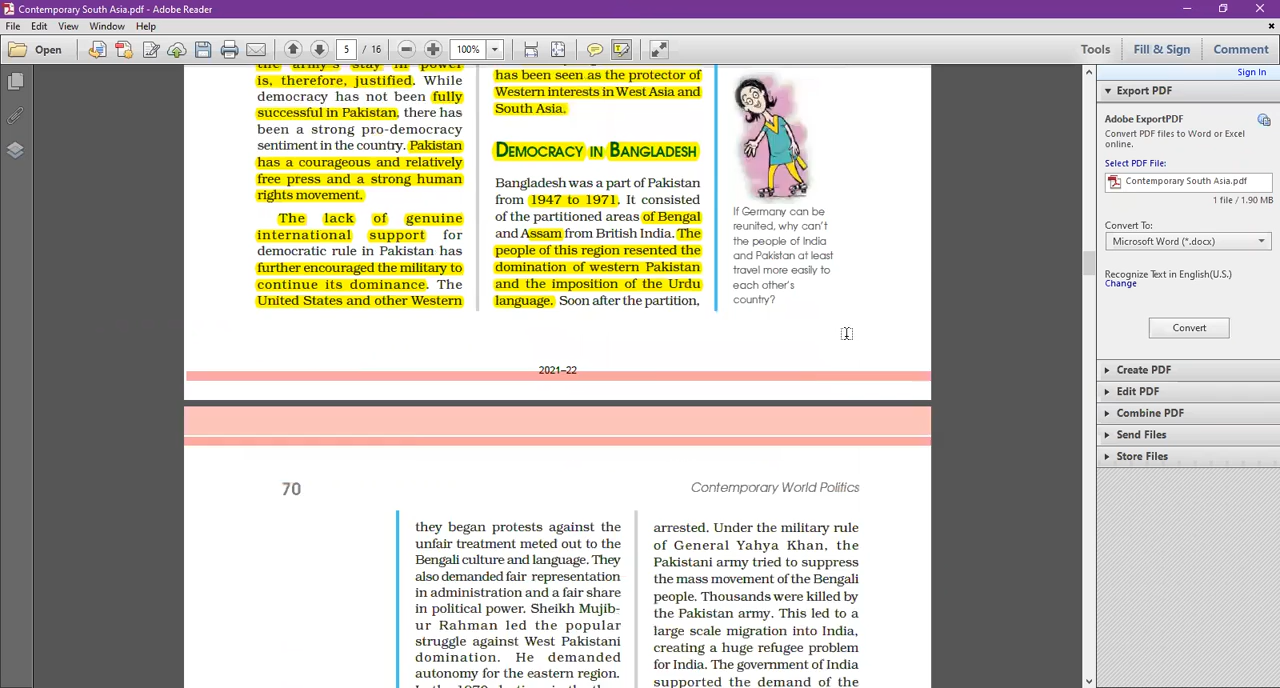 Contemporary South Asia.pdf - Adobe Reader
File Edit View Window Help
Open 5 / 16 100% Tools Fill & Sign Comment
the army's stay in power
is, therefore, justified. While
democracy has not been fully
successful in Pakistan, there has
been a strong pro-democracy
sentiment in the country. Pakistan
has a courageous and relatively
free press and a strong human
rights movement.
The lack of genuine
international support for
democratic rule in Pakistan has
further encouraged the military to
continue its dominance. The
United States and other Western
has been seen as the protector of
Western interests in West Asia and
South Asia.
DEMOCRACY IN BANGLADESH
Bangladesh was a part of Pakistan
from 1947 to 1971. It consisted
of the partitioned areas of Bengal
and Assam from British India. The
people of this region resented the
domination of western Pakistan
and the imposition of the Urdu
language. Soon after the partition,
If Germany can be
reunited, why can't
the people of India
and Pakistan at least
travel more easily to
each other's
country?
2021–22
70
Contemporary World Politics
they began protests against the
unfair treatment meted out to the
Bengali culture and language. They
also demanded fair representation
in administration and a fair share
in political power. Sheikh Mujib-
ur Rahman led the popular
struggle against West Pakistani
domination. He demanded
autonomy for the eastern region.
arrested. Under the military rule
of General Yahya Khan, the
Pakistani army tried to suppress
the mass movement of the Bengali
people. Thousands were killed by
the Pakistan army. This led to a
large scale migration into India,
creating a huge refugee problem
for India. The government of India
supported the demand of the
Sign In
Export PDF
Adobe ExportPDF
Convert PDF files to Word or Excel
online.
Select PDF File:
Contemporary South Asia.pdf
1 file / 1.90 MB
Convert To:
Microsoft Word (*.docx)
Recognize Text in English(U.S.)
Change
Convert
Create PDF
Edit PDF
Combine PDF
Send Files
Store Files